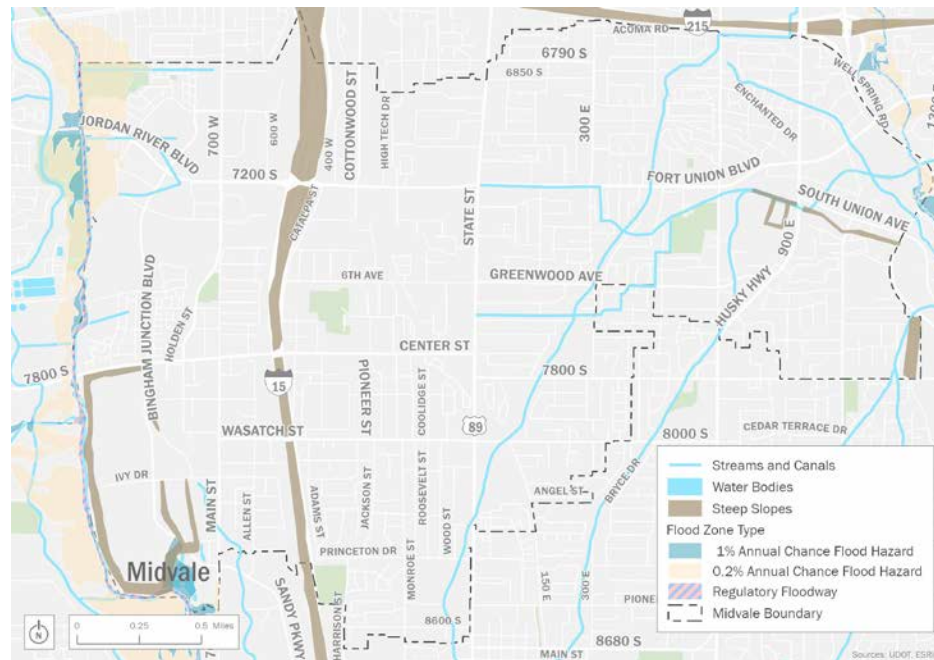 215
ACOMA RD
6790 S
6850 S
WELL SPRING RD
1300 E
JORDAN RIVER BLVD
700 W
600 W
COTTONWOOD ST
400 W
HIGH TECH DR
300 E
ENCHANTED DR
7200 S
FORT UNION BLVD
CATALPA ST
STATE ST
SOUTH UNION AVE
900 E
6TH AVE
GREENWOOD AVE
BINGHAM JUNCTION BLVD
HOLDEN ST
HUSKY HWY
CENTER ST
7800 S
7800 S
15
PIONEER ST
COOLIDGE ST
WASATCH ST
89
8000 S
CEDAR TERRACE DR
IVY DR
MAIN ST
ALLEN ST
ADAMS ST
JACKSON ST
ROOSEVELT ST
WOOD ST
ANGEL ST
BRYCE DR
PRINCETON DR
MONROE ST
Midvale
SANDY PKWY
HARRISON ST
150 E
300 E
8600 S
MAIN ST
8680 S
Streams and Canals
Water Bodies
Steep Slopes
Flood Zone Type
1% Annual Chance Flood Hazard
0.2% Annual Chance Flood Hazard
Regulatory Floodway
Midvale Boundary
N
0 0.25 0.5 Miles
Sources: UDOT, ESRI